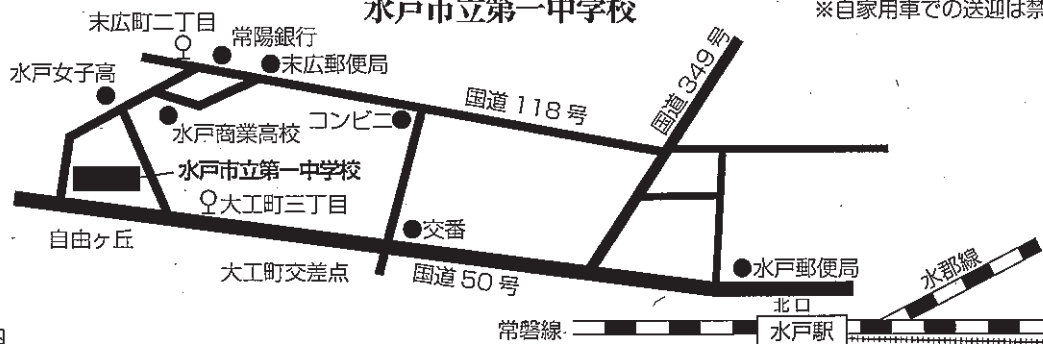 水戸市立第一中学校
※自家用車での送迎は禁
末広町二丁目
常陽銀行
末広郵便局
水戸女子高
国道118号
国道349号
水戸商業高校
コンビニ
水戸市立第一中学校
大工町三丁目
自由ヶ丘
交番
大工町交差点
国道50号
水戸郵便局
水那線
北口
常磐線
水戸駅
内